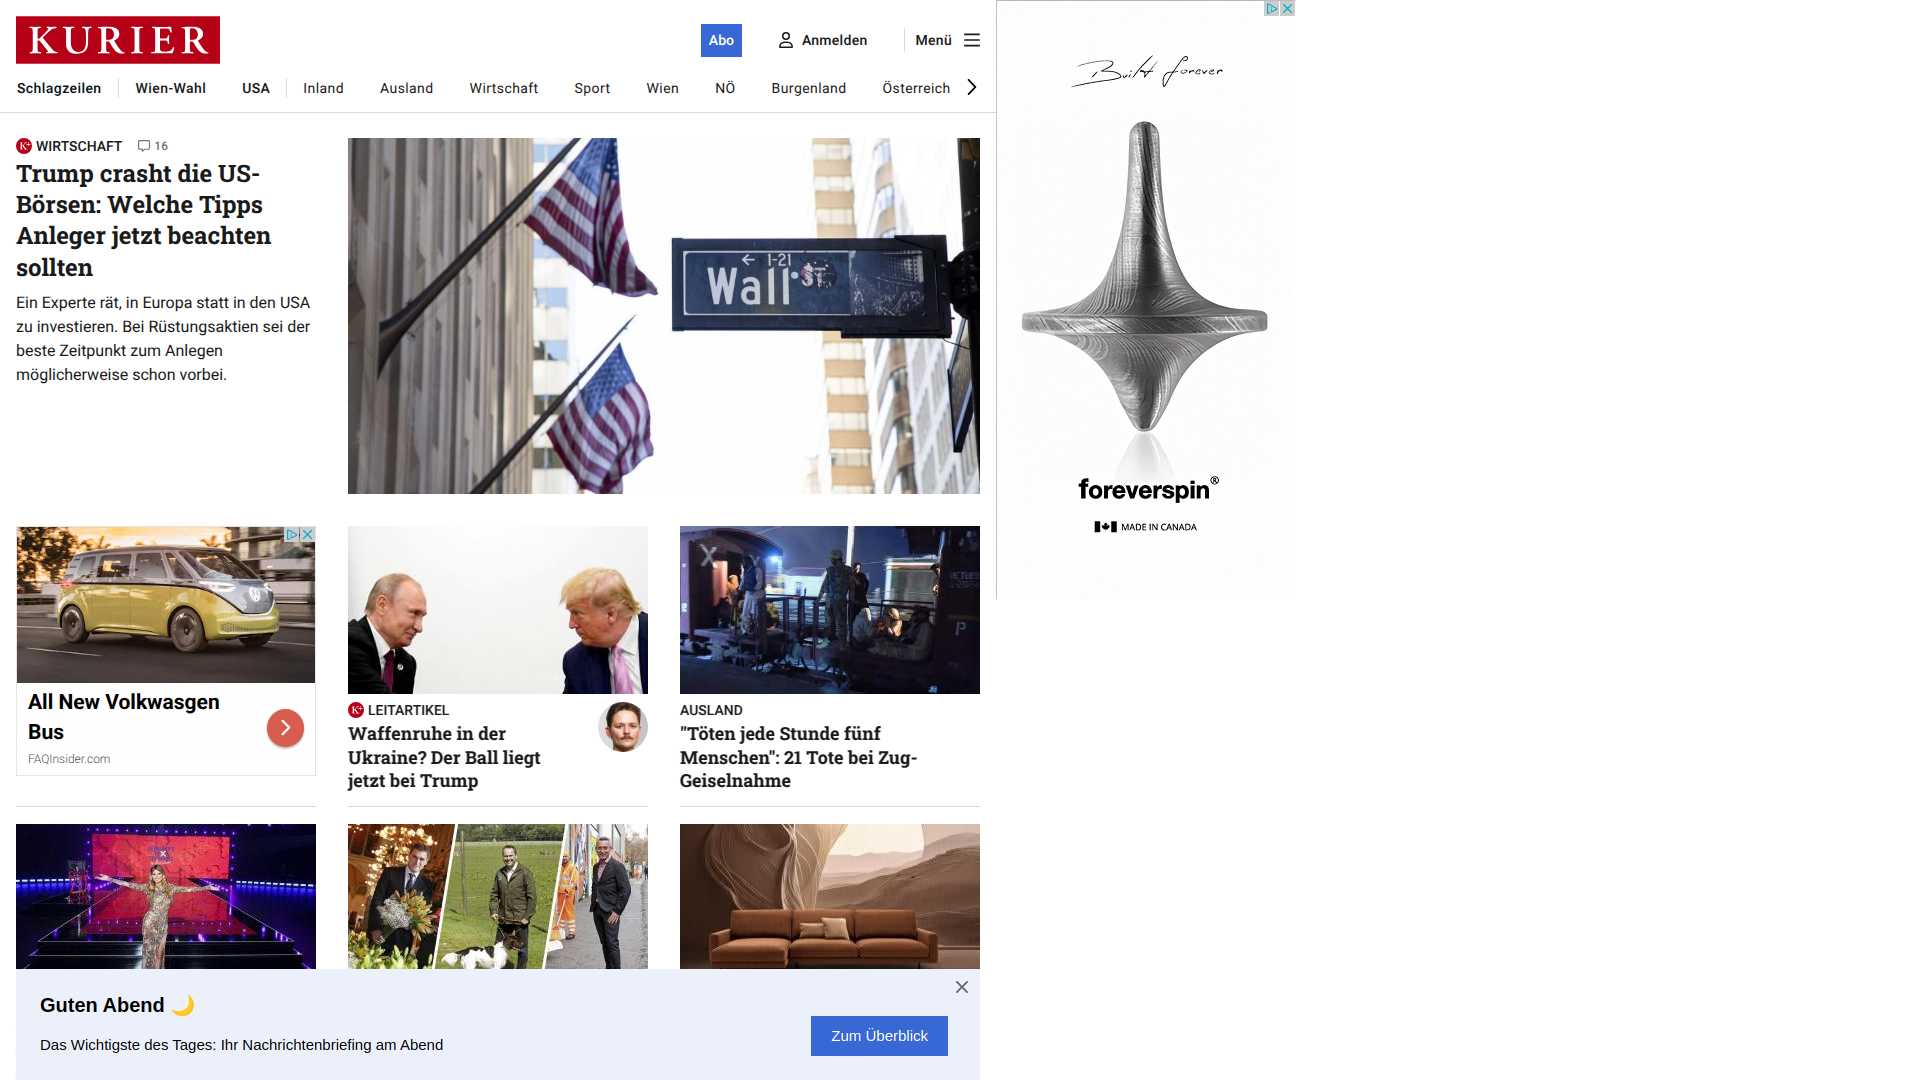 KURIER
Abo
Anmelden
Menü
Schlagzeilen
Wien-Wahl
USA
Inland
Ausland
Wirtschaft
Sport
Wien
NÖ
Burgenland
Österreich
K+ WIRTSCHAFT 16
Trump crasht die US-
Börsen: Welche Tipps
Anleger jetzt beachten
sollten
Ein Experte rät, in Europa statt in den USA
zu investieren. Bei Rüstungsaktien sei der
beste Zeitpunkt zum Anlegen
möglicherweise schon vorbei.
← 1-21
Wall ST
Built forever
foreverspin®
MADE IN CANADA
All New Volkwasgen
Bus
FAQInsider.com
K+ LEITARTIKEL
Waffenruhe in der
Ukraine? Der Ball liegt
jetzt bei Trump
X
P
AUSLAND
"Töten jede Stunde fünf
Menschen": 21 Tote bei Zug-
Geiselnahme
Guten Abend
Das Wichtigste des Tages: Ihr Nachrichtenbriefing am Abend
Zum Überblick